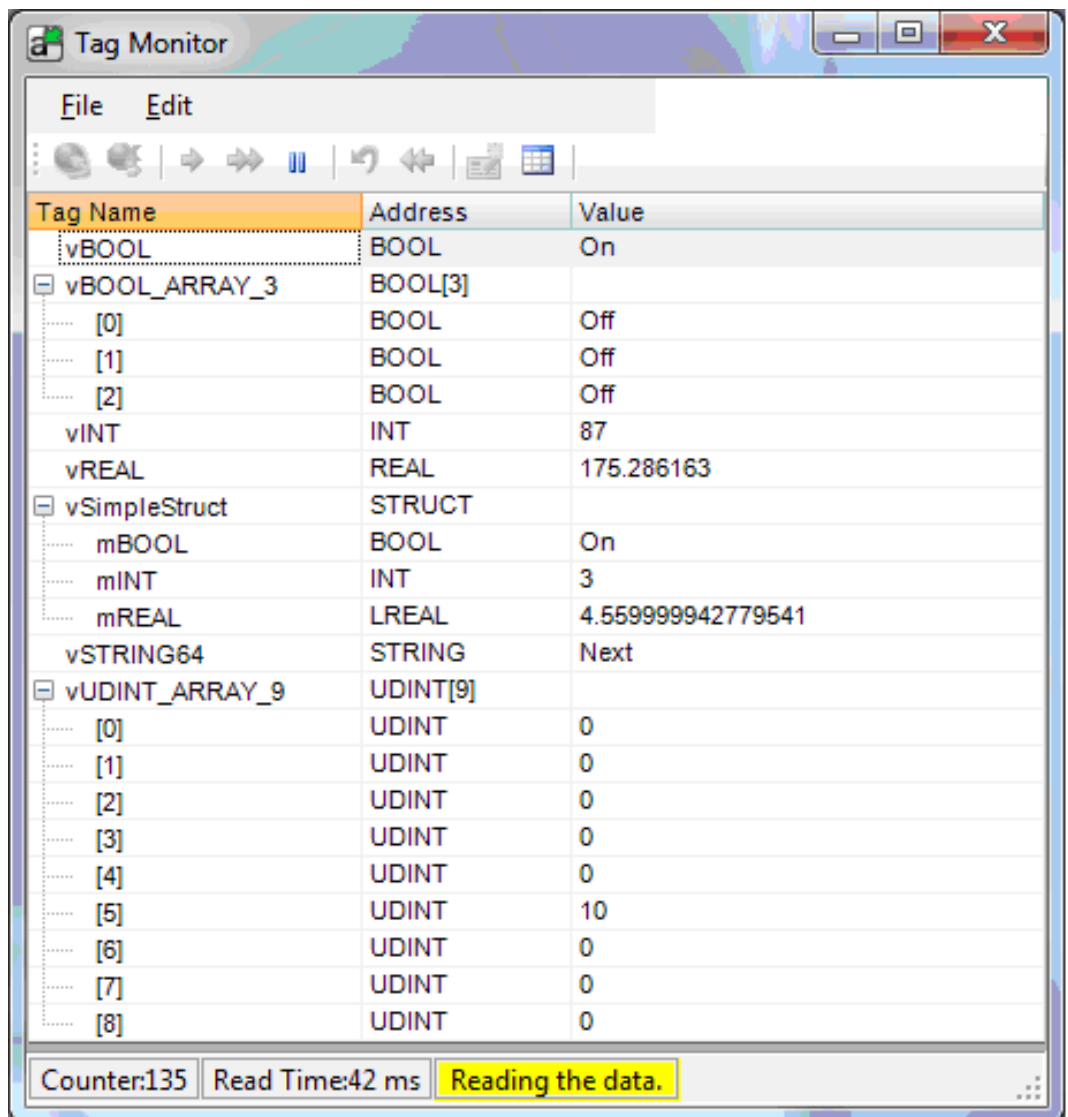 Tag Monitor
File Edit
Tag Name Address Value
vBOOL BOOL On
vBOOL_ARRAY_3 BOOL[3]
[0] BOOL Off
[1] BOOL Off
[2] BOOL Off
vINT INT 87
vREAL REAL 175.286163
vSimpleStruct STRUCT
mBOOL BOOL On
mINT INT 3
mREAL LREAL 4.559999942779541
vSTRING64 STRING Next
vUDINT_ARRAY_9 UDINT[9]
[0] UDINT 0
[1] UDINT 0
[2] UDINT 0
[3] UDINT 0
[4] UDINT 0
[5] UDINT 10
[6] UDINT 0
[7] UDINT 0
[8] UDINT 0
Counter:135 Read Time:42 ms Reading the data.